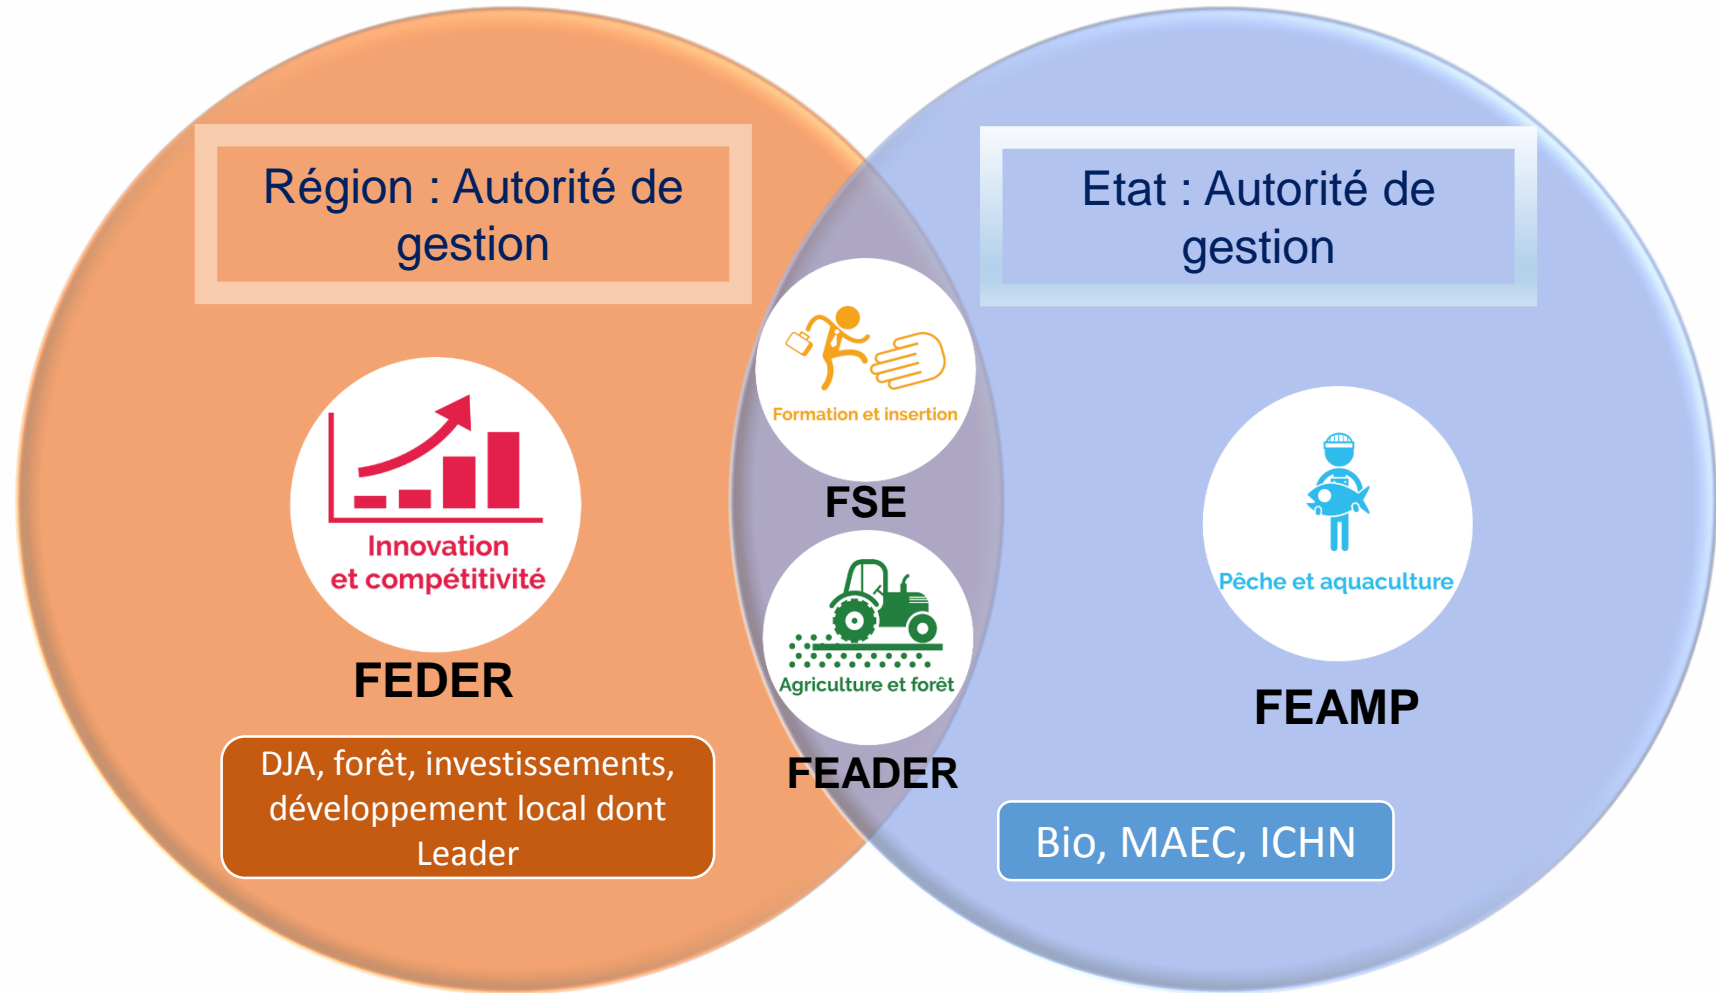 Région : Autorité de
gestion
Etat : Autorité de
gestion
Formation et insertion
FSE
Innovation
et compétitivité
FEDER
Pêche et aquaculture
FEAMP
Agriculture et forêt
FEADER
DJA, forêt, investissements,
développement local dont
Leader
Bio, MAEC, ICHN